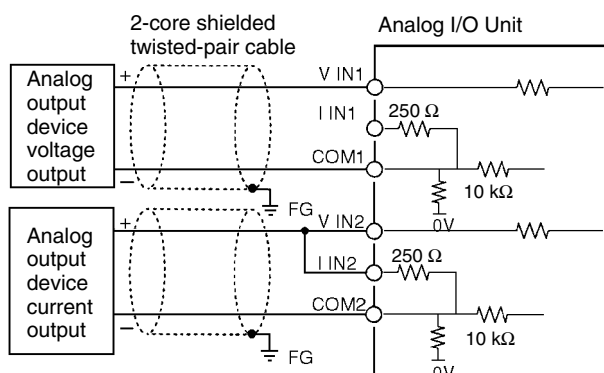 2-core shielded
twisted-pair cable
Analog I/O Unit
Analog
output
device
voltage
output
+
−
V IN1
I IN1
250 Ω
COM1
10 kΩ
0V
FG
Analog
output
device
current
output
+
−
V IN2
I IN2
250 Ω
COM2
10 kΩ
0V
FG